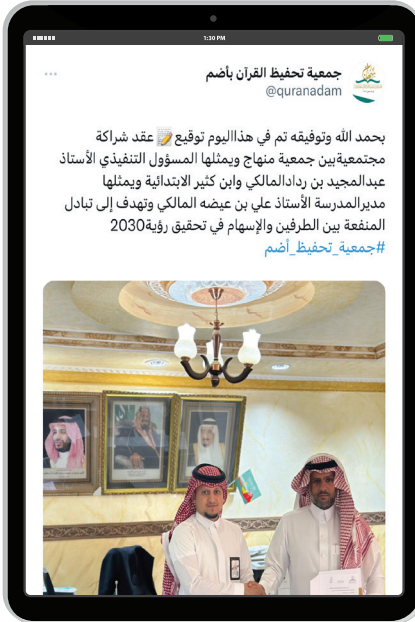 1:30 PM
جمعية تحفيظ القرآن بأضم
@quranadam
بحمد الله وتوفيقه تم في هذااليوم توقيع 📝 عقد شراكة
مجتمعيةبين جمعية منهاج ويمثلها المسؤول التنفيذي الأستاذ
عبدالمجيد بن ردادالمالكي وابن كثير الابتدائية ويمثلها
مديرالمدرسة الأستاذ علي بن عيضه المالكي وتهدف إلى تبادل
المنفعة بين الطرفين والإسهام في تحقيق رؤية2030
#جمعية_تحفيظ_أضم